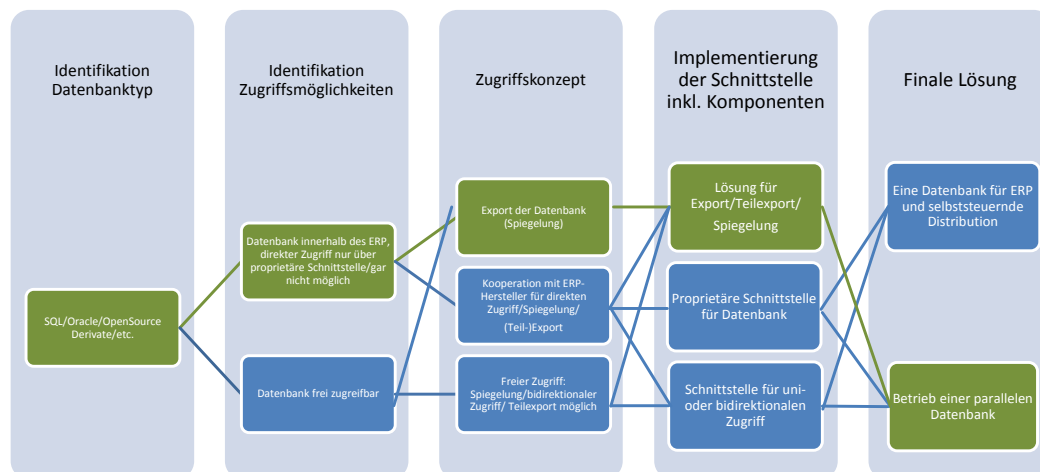 Identifikation
Datenbanktyp
SQL/Oracle/OpenSource
Derivate/etc.
Identifikation
Zugriffsmöglichkeiten
Datenbank innerhalb des ERP,
direkter Zugriff nur über
proprietäre Schnittstelle/gar
nicht möglich
Datenbank frei zugreifbar
Zugriffskonzept
Export der Datenbank
(Spiegelung)
Kooperation mit ERP-
Hersteller für direkten
Zugriff/Spiegelung/
(Teil-)Export
Freier Zugriff:
Spiegelung/bidirektionaler
Zugriff/ Teilexport möglich
Implementierung
der Schnittstelle
inkl. Komponenten
Lösung für
Export/Teilexport/
Spiegelung
Proprietäre Schnittstelle
für Datenbank
Schnittstelle für uni-
oder bidirektionalen
Zugriff
Finale Lösung
Eine Datenbank für ERP
und selbststeuernde
Distribution
Betrieb einer parallelen
Datenbank